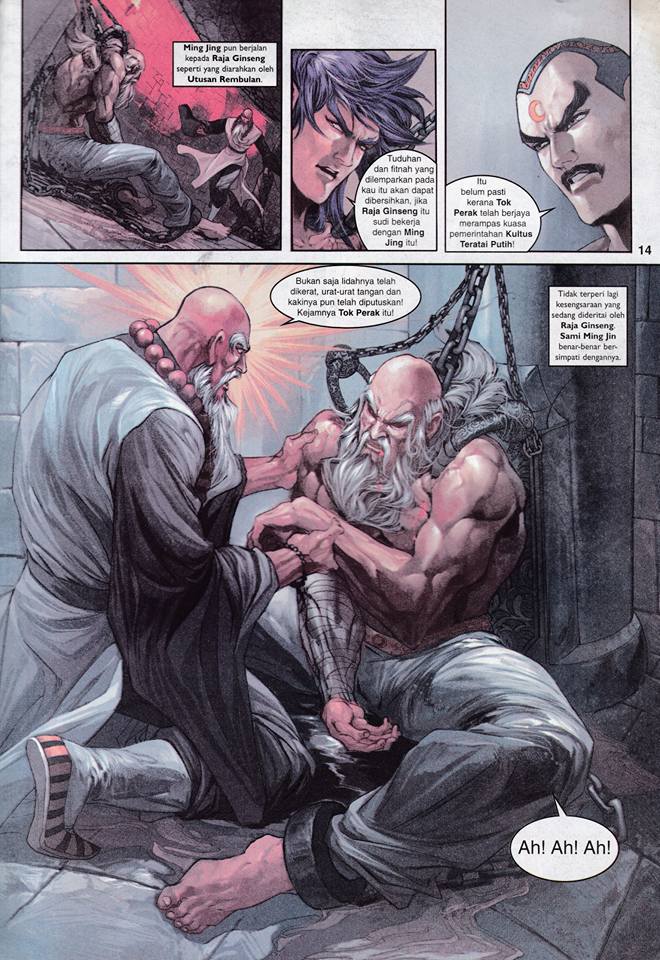 Ming Jing pun berjalan
kepada Raja Ginseng
seperti yang diarahkan oleh
Utusan Rembulan.
Tuduhan
dan fitnah yang
dilemparkan pada
kau itu akan dapat
dibersihkan, jika
Raja Ginseng itu
sudi bekerja
dengan Ming
Jing itu!
Itu
belum pasti
kerana Tok
Perak telah berjaya
merampas kuasa
pemerintahan Kultus
Teratai Putih!
14
Bukan saja lidahnya telah
dikerat, urat-urat tangan dan
kakinya pun telah diputuskan!
Kejamnya Tok Perak itu!
Tidak terperi lagi
kesengsaraan yang
sedang dideritai oleh
Raja Ginseng.
Sami Ming Jin
benar-benar ber-
simpati dengannya.
Ah! Ah! Ah!